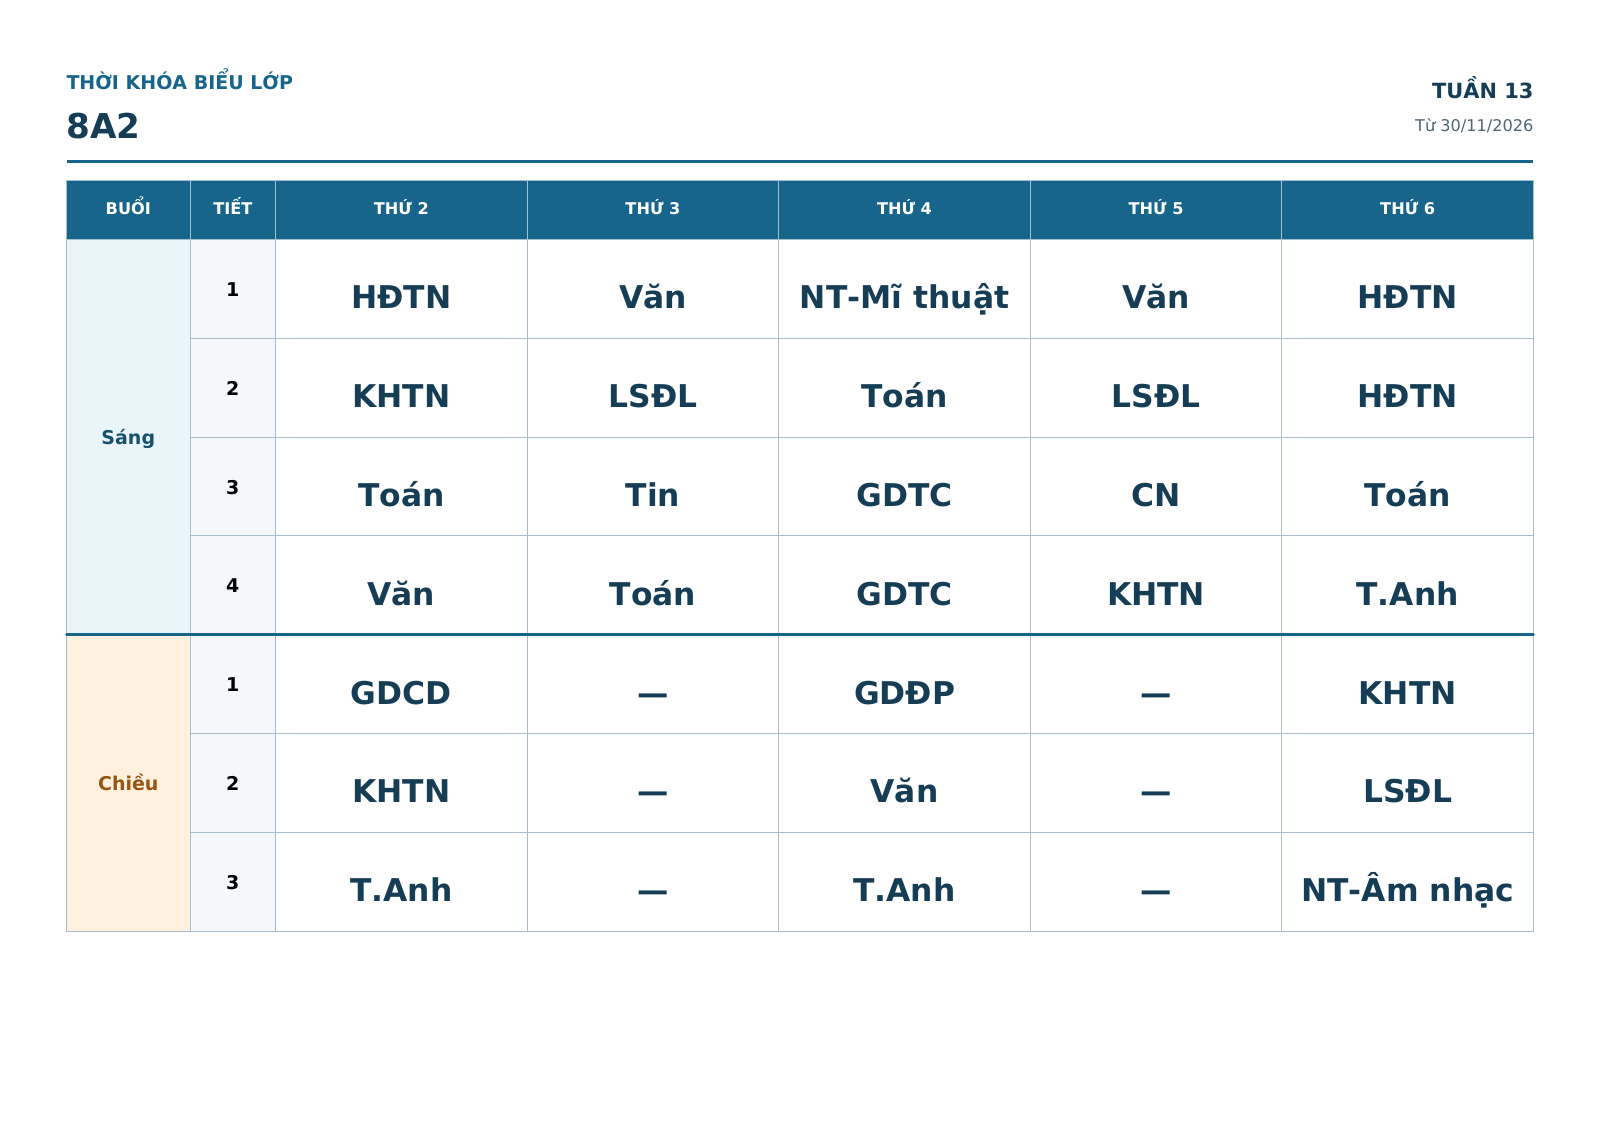 THỜI KHÓA BIỂU LỚP
8A2
TUẦN 13
Từ 30/11/2026
BUỔI TIẾT THỨ 2 THỨ 3 THỨ 4 THỨ 5 THỨ 6
Sáng
1 HĐTN Văn NT-Mĩ thuật Văn HĐTN
2 KHTN LSĐL Toán LSĐL HĐTN
3 Toán Tin GDTC CN Toán
4 Văn Toán GDTC KHTN T.Anh
Chiều
1 GDCD — GDĐP — KHTN
2 KHTN — Văn — LSĐL
3 T.Anh — T.Anh — NT-Âm nhạc